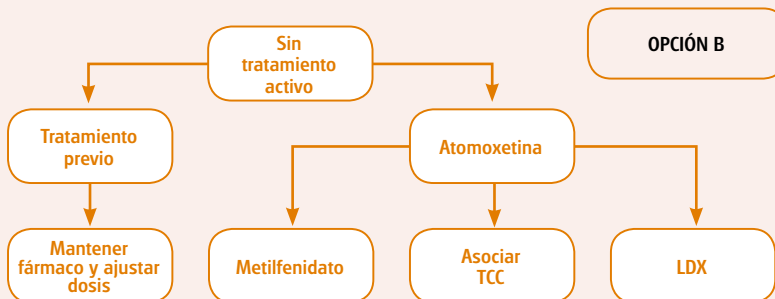 Sin
tratamiento
activo
OPCIÓN B
Tratamiento
previo
Atomoxetina
Mantener
fármaco y ajustar
dosis
Metilfenidato
Asociar
TCC
LDX